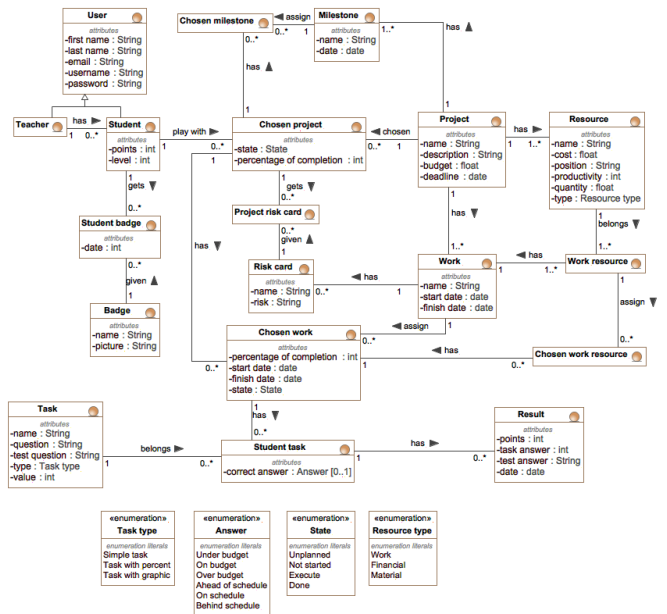 User
attributes
-first name : String
-last name : String
-email : String
-username : String
-password : String
Chosen milestone
assign
0..*
1
Milestone
attributes
-name : String
-date : date
1..*
has
0..*
has
1
1
Teacher
has
1
0..*
Student
attributes
-points : int
-level : int
1
play with
0..*
Chosen project
attributes
-state : State
-percentage of completion : int
chosen
0..*
1
Project
attributes
-name : String
-description : String
-budget : float
-deadline : date
has
1
1..*
Resource
attributes
-name : String
-cost : float
-position : String
-productivity : int
-quantity : float
-type : Resource type
1
gets
0..*
Student badge
attributes
-date : int
0..*
given
1
Badge
attributes
-name : String
-picture : String
1
has
0..*
1
gets
0..*
Project risk card
0..*
given
1
Risk card
attributes
-name : String
-risk : String
has
0..*
1
1
has
1..*
Work
attributes
-name : String
-start date : date
-finish date : date
1
belongs
1..*
Work resource
has
1
1..*
1
assign
0..*
Chosen work resource
1
assign
0..*
Chosen work
attributes
-percentage of completion : int
-start date : date
-finish date : date
-state : State
has
1
0..*
1
has
0..*
Task
attributes
-name : String
-question : String
-test question : String
-type : Task type
-value : int
belongs
1
0..*
Student task
attributes
-correct answer : Answer [0..1]
has
1
0..*
Result
attributes
-points : int
-task answer : int
-test answer : String
-date : date
«enumeration»
Task type
enumeration literals
Simple task
Task with percent
Task with graphic
«enumeration»
Answer
enumeration literals
Under budget
On budget
Over budget
Ahead of schedule
On schedule
Behind schedule
«enumeration»
State
enumeration literals
Unplanned
Not started
Execute
Done
«enumeration»
Resource type
enumeration literals
Work
Financial
Material